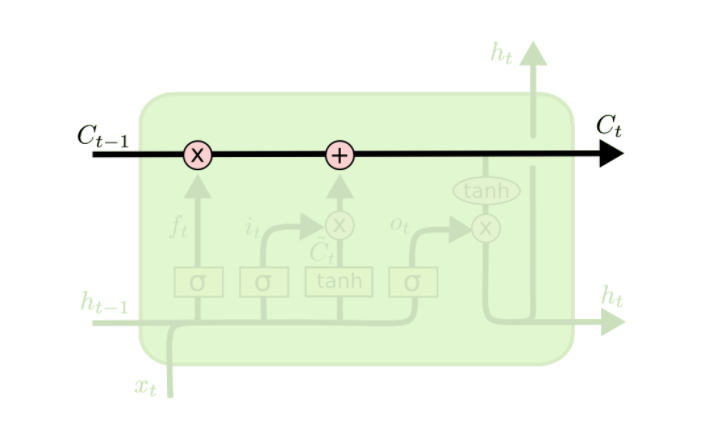 h_t
C_{t-1}
x
+
C_t
tanh
f_t
i_t
x
o_t
x
C̃_t
σ
σ
tanh
σ
h_{t-1}
h_t
x_t